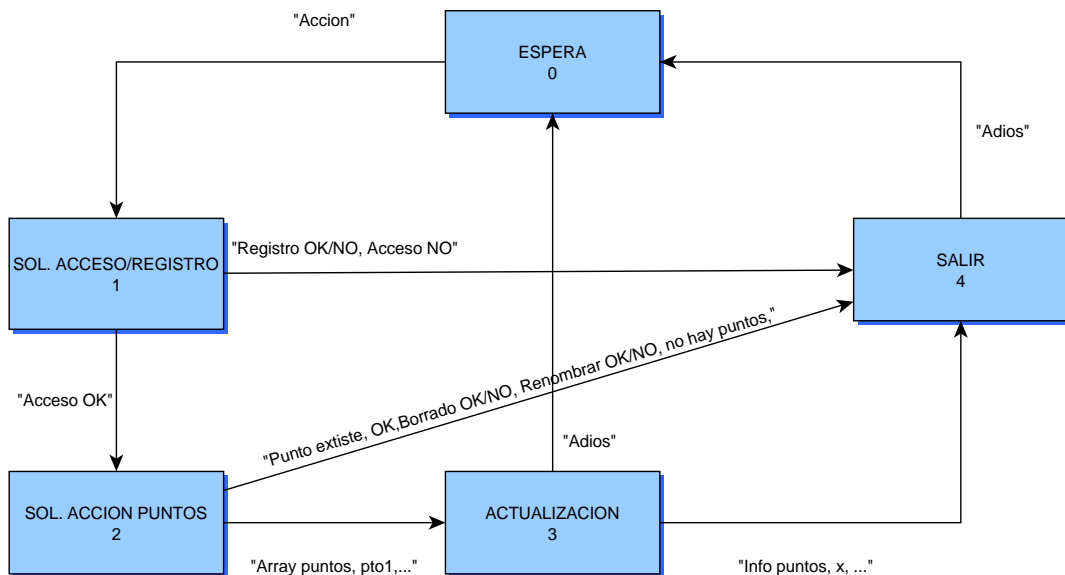 "Accion"
ESPERA
0
"Adios"
SOL. ACCESO/REGISTRO
1
"Registro OK/NO, Acceso NO"
SALIR
4
"Punto extiste, OK,Borrado OK/NO, Renombrar OK/NO, no hay puntos,"
"Acceso OK"
"Adios"
SOL. ACCION PUNTOS
2
ACTUALIZACION
3
"Array puntos, pto1,..."
"Info puntos, x, ..."